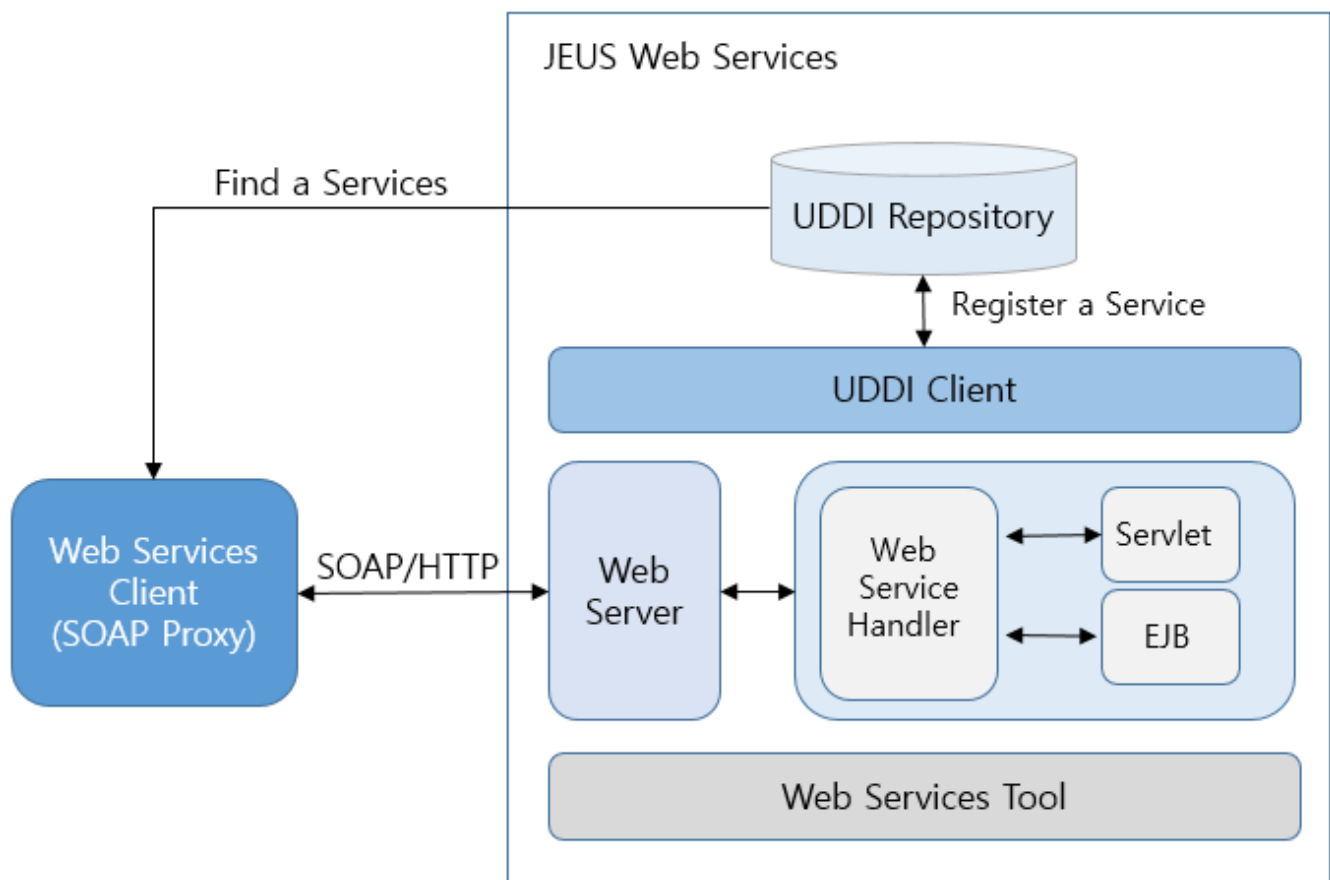 JEUS Web Services
Find a Services
UDDI Repository
Register a Service
UDDI Client
Web Services
Client
(SOAP Proxy)
SOAP/HTTP
Web
Server
Web
Service
Handler
Servlet
EJB
Web Services Tool